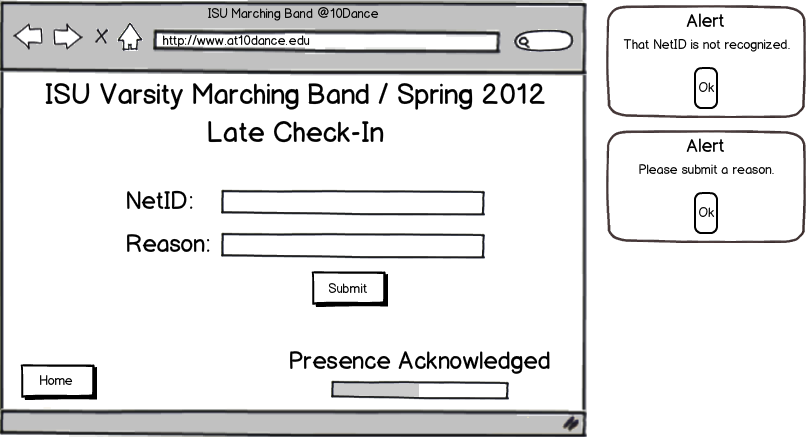 ISU Marching Band @10Dance
http://www.at10dance.edu
ISU Varsity Marching Band / Spring 2012
Late Check-In
NetID:
Reason:
Submit
Presence Acknowledged
Home
Alert
That NetID is not recognized.
Ok
Alert
Please submit a reason.
Ok